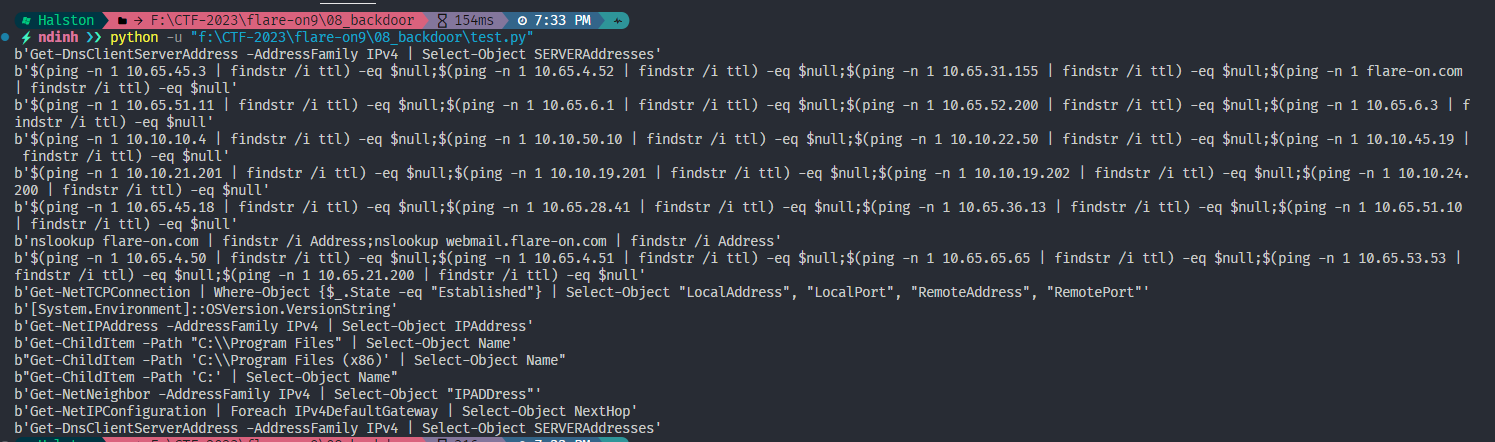 Halston → F:\CTF-2023\flare-on9\08_backdoor 154ms 7:33 PM
ndinh ❯❯ python -u "f:\CTF-2023\flare-on9\08_backdoor\test.py"
b'Get-DnsClientServerAddress -AddressFamily IPv4 | Select-Object SERVERAddresses'
b'$(ping -n 1 10.65.45.3 | findstr /i ttl) -eq $null;$(ping -n 1 10.65.4.52 | findstr /i ttl) -eq $null;$(ping -n 1 10.65.31.155 | findstr /i ttl) -eq $null;$(ping -n 1 flare-on.com
| findstr /i ttl) -eq $null'
b'$(ping -n 1 10.65.51.11 | findstr /i ttl) -eq $null;$(ping -n 1 10.65.6.1 | findstr /i ttl) -eq $null;$(ping -n 1 10.65.52.200 | findstr /i ttl) -eq $null;$(ping -n 1 10.65.6.3 | f
indstr /i ttl) -eq $null'
b'$(ping -n 1 10.10.10.4 | findstr /i ttl) -eq $null;$(ping -n 1 10.10.50.10 | findstr /i ttl) -eq $null;$(ping -n 1 10.10.22.50 | findstr /i ttl) -eq $null;$(ping -n 1 10.10.45.19 |
 findstr /i ttl) -eq $null'
b'$(ping -n 1 10.10.21.201 | findstr /i ttl) -eq $null;$(ping -n 1 10.10.19.201 | findstr /i ttl) -eq $null;$(ping -n 1 10.10.19.202 | findstr /i ttl) -eq $null;$(ping -n 1 10.10.24.
200 | findstr /i ttl) -eq $null'
b'$(ping -n 1 10.65.45.18 | findstr /i ttl) -eq $null;$(ping -n 1 10.65.28.41 | findstr /i ttl) -eq $null;$(ping -n 1 10.65.36.13 | findstr /i ttl) -eq $null;$(ping -n 1 10.65.51.10
| findstr /i ttl) -eq $null'
b'nslookup flare-on.com | findstr /i Address;nslookup webmail.flare-on.com | findstr /i Address'
b'$(ping -n 1 10.65.4.50 | findstr /i ttl) -eq $null;$(ping -n 1 10.65.4.51 | findstr /i ttl) -eq $null;$(ping -n 1 10.65.65.65 | findstr /i ttl) -eq $null;$(ping -n 1 10.65.53.53 |
findstr /i ttl) -eq $null;$(ping -n 1 10.65.21.200 | findstr /i ttl) -eq $null'
b'Get-NetTCPConnection | Where-Object {$_.State -eq "Established"} | Select-Object "LocalAddress", "LocalPort", "RemoteAddress", "RemotePort"'
b'[System.Environment]::OSVersion.VersionString'
b'Get-NetIPAddress -AddressFamily IPv4 | Select-Object IPAddress'
b'Get-ChildItem -Path "C:\\Program Files" | Select-Object Name'
b"Get-ChildItem -Path 'C:\\Program Files (x86)' | Select-Object Name"
b"Get-ChildItem -Path 'C:' | Select-Object Name"
b'Get-NetNeighbor -AddressFamily IPv4 | Select-Object "IPADDress"'
b'Get-NetIPConfiguration | Foreach IPv4DefaultGateway | Select-Object NextHop'
b'Get-DnsClientServerAddress -AddressFamily IPv4 | Select-Object SERVERAddresses'